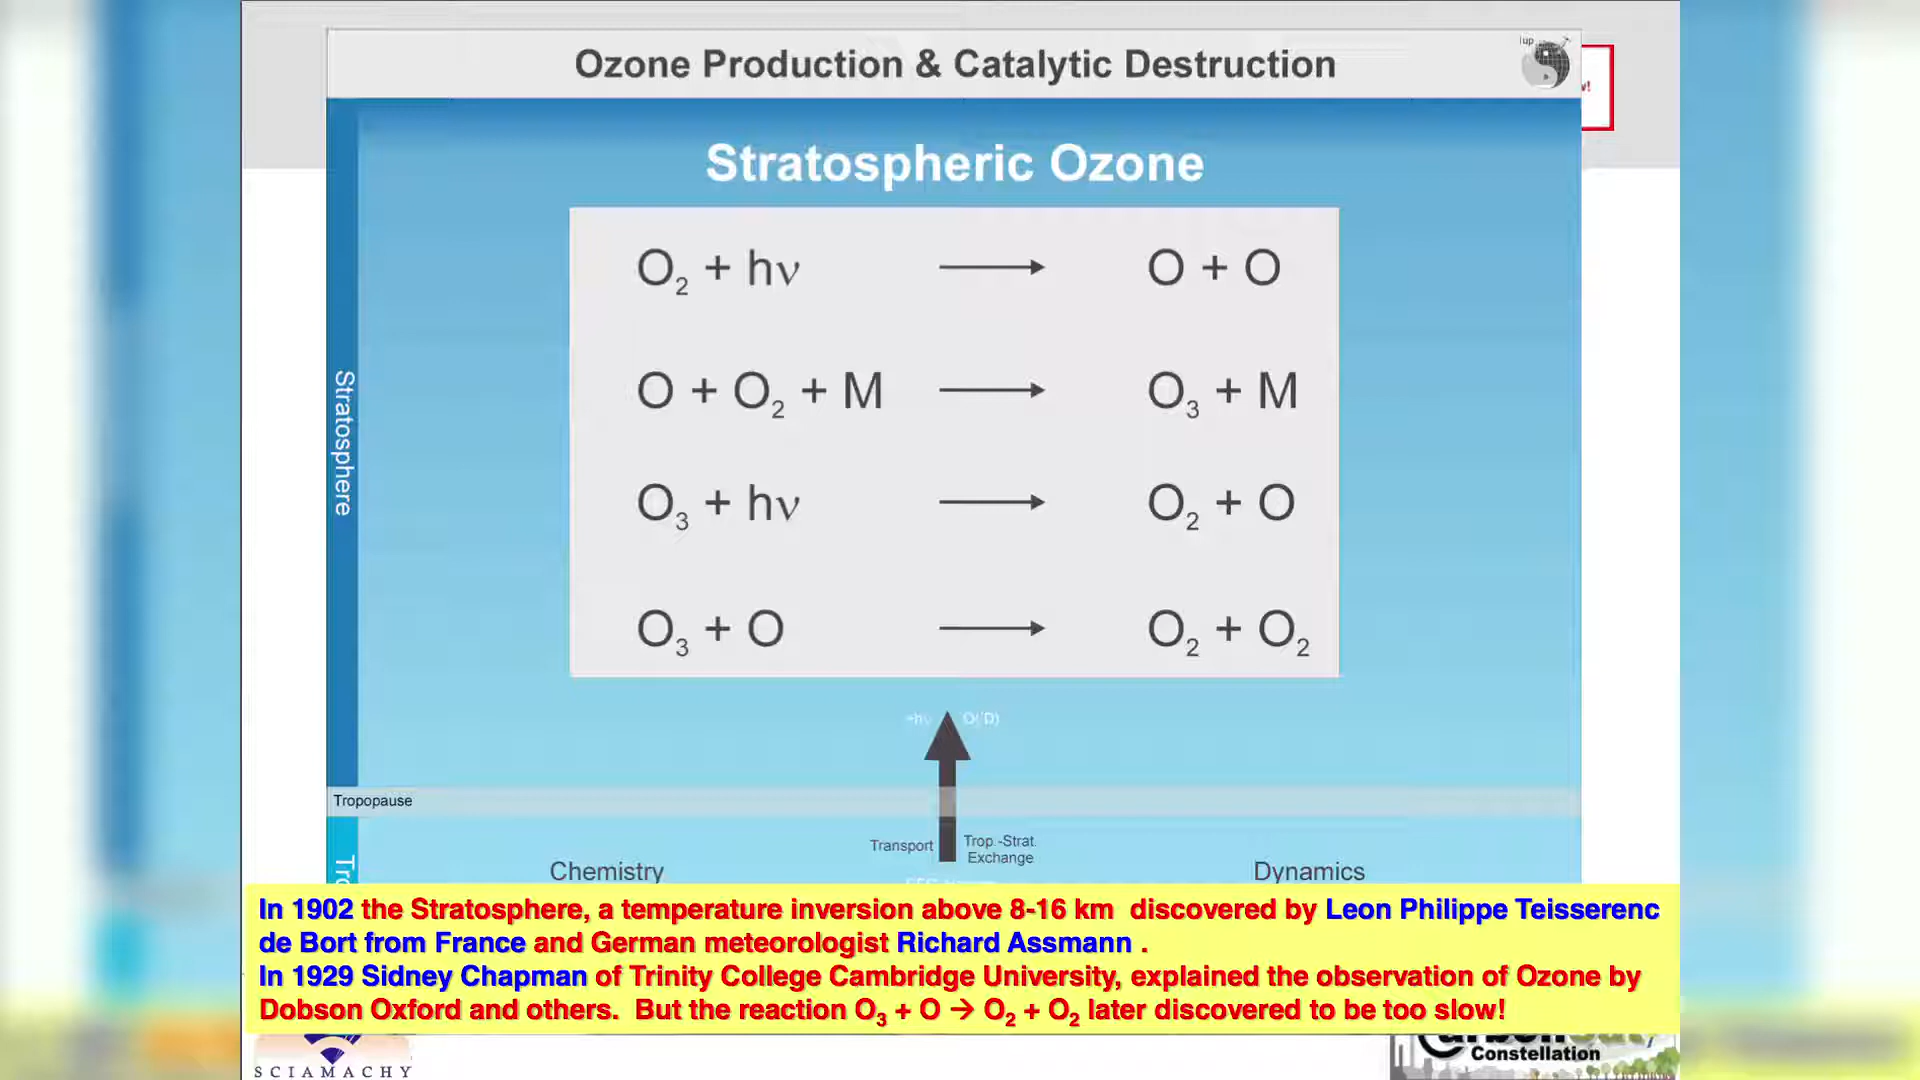 Ozone Production & Catalytic Destruction
iup
Stratospheric Ozone
O₂ + hν → O + O
O + O₂ + M → O₃ + M
O₃ + hν → O₂ + O
O₃ + O → O₂ + O₂
Stratosphere
+hν O(¹D)
Tropopause
Transport
Trop.-Strat.
Exchange
Chemistry
Dynamics
In 1902 the Stratosphere, a temperature inversion above 8-16 km discovered by Leon Philippe Teisserenc
de Bort from France and German meteorologist Richard Assmann .
In 1929 Sidney Chapman of Trinity College Cambridge University, explained the observation of Ozone by
Dobson Oxford and others. But the reaction O₃ + O → O₂ + O₂ later discovered to be too slow!
SCIAMACHY
Constellation